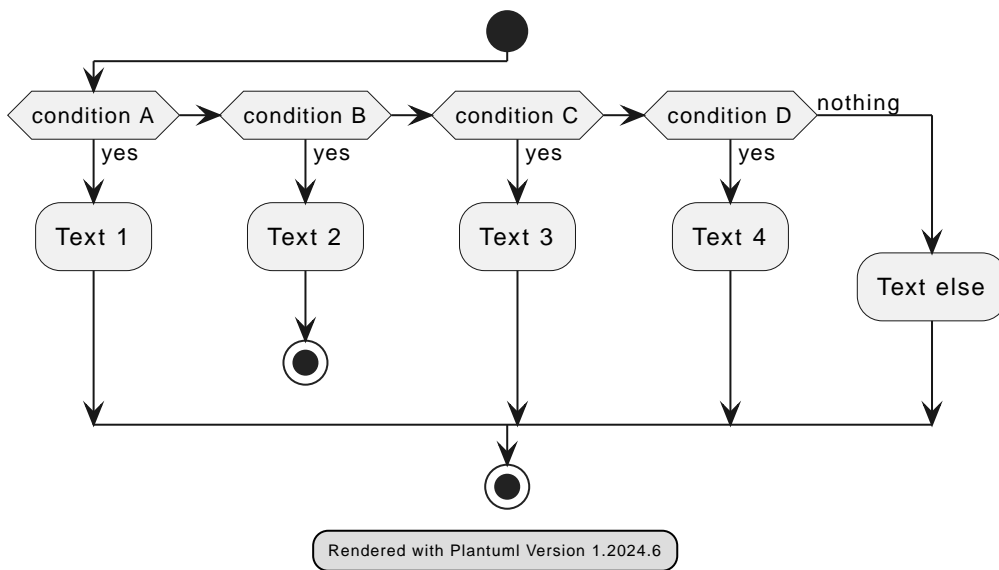 condition A
condition B
condition C
condition D
nothing
yes
yes
yes
yes
Text 1
Text 2
Text 3
Text 4
Text else
Rendered with Plantuml Version 1.2024.6